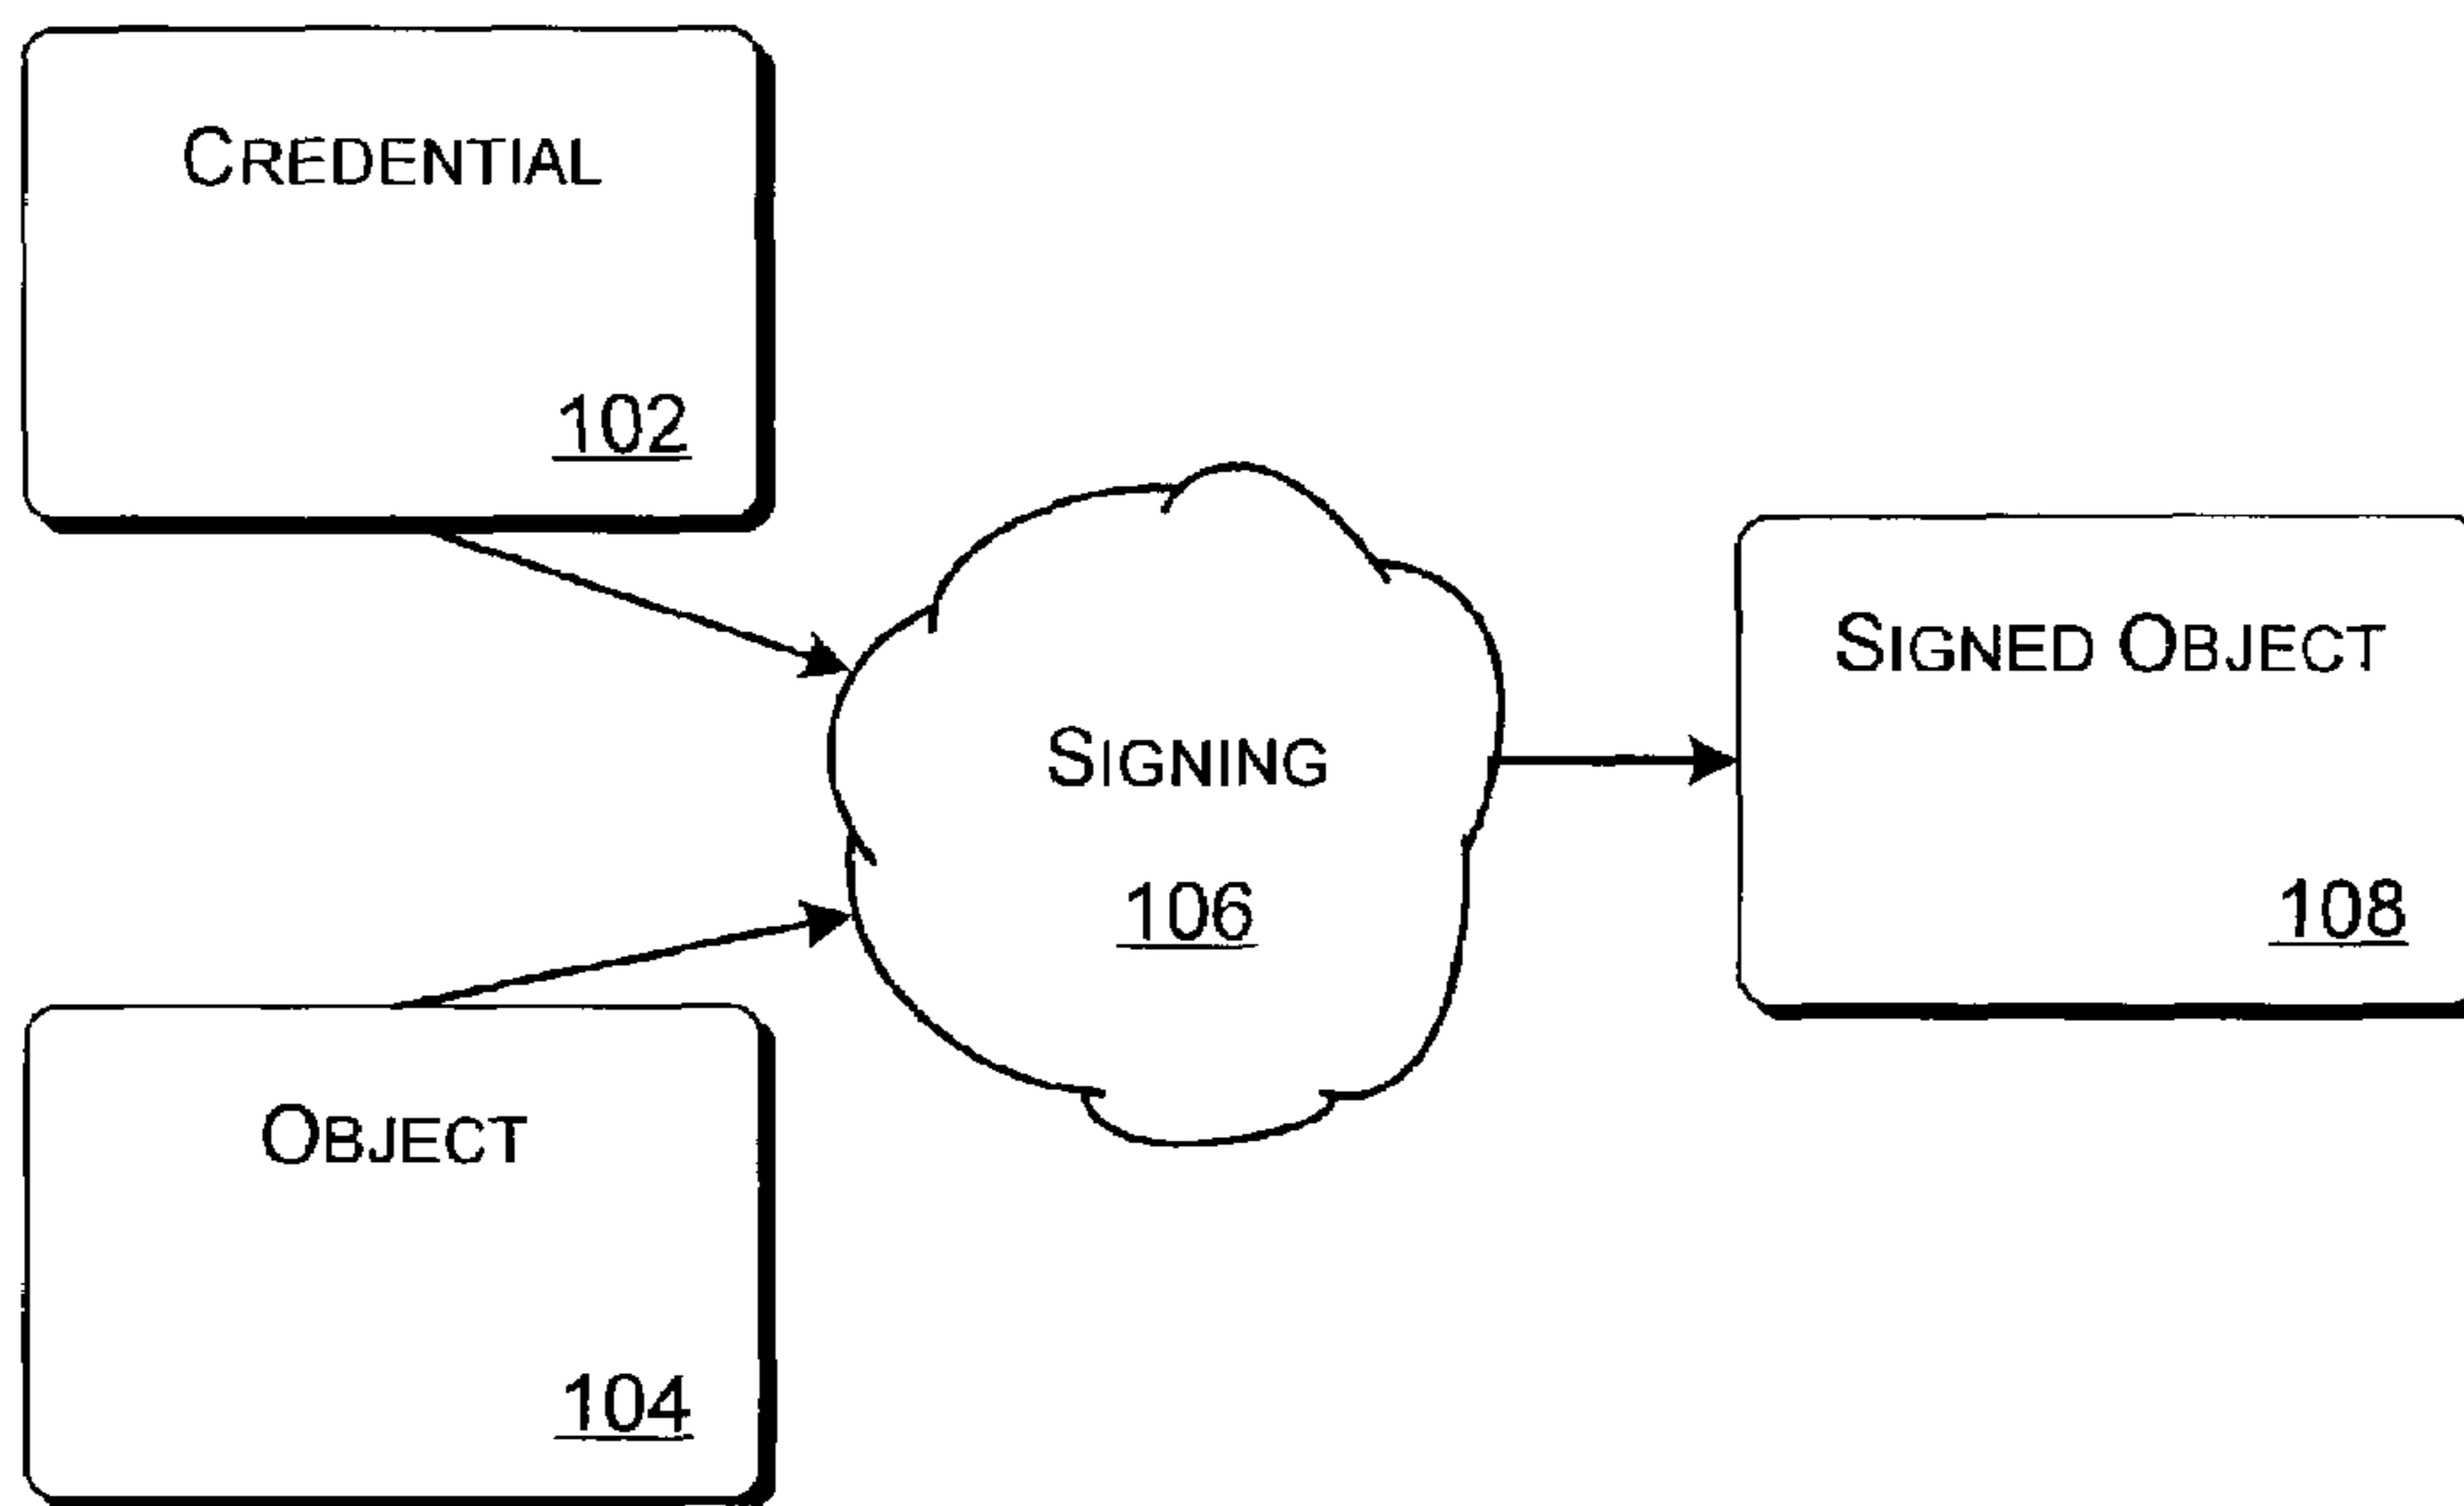 CREDENTIAL
102
SIGNING
106
SIGNED OBJECT
108
OBJECT
104